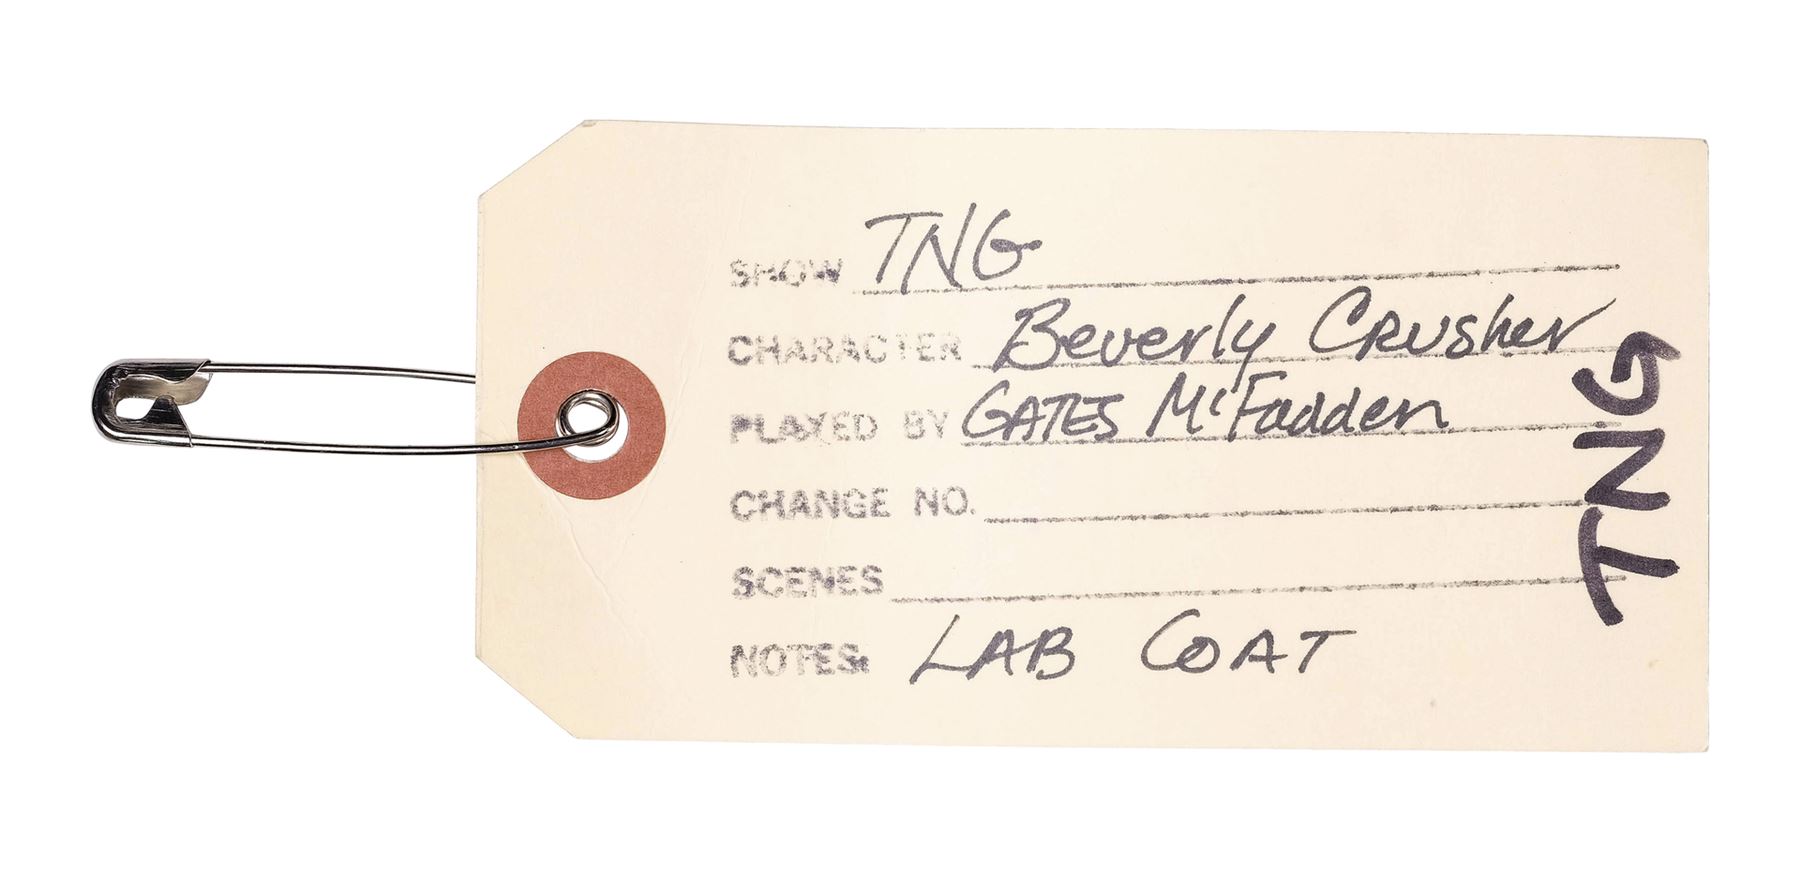 SHOW TNG
CHARACTER Beverly Crusher
PLAYED BY GATES McFadden
CHANGE NO.
SCENES
NOTES: LAB COAT
TNG